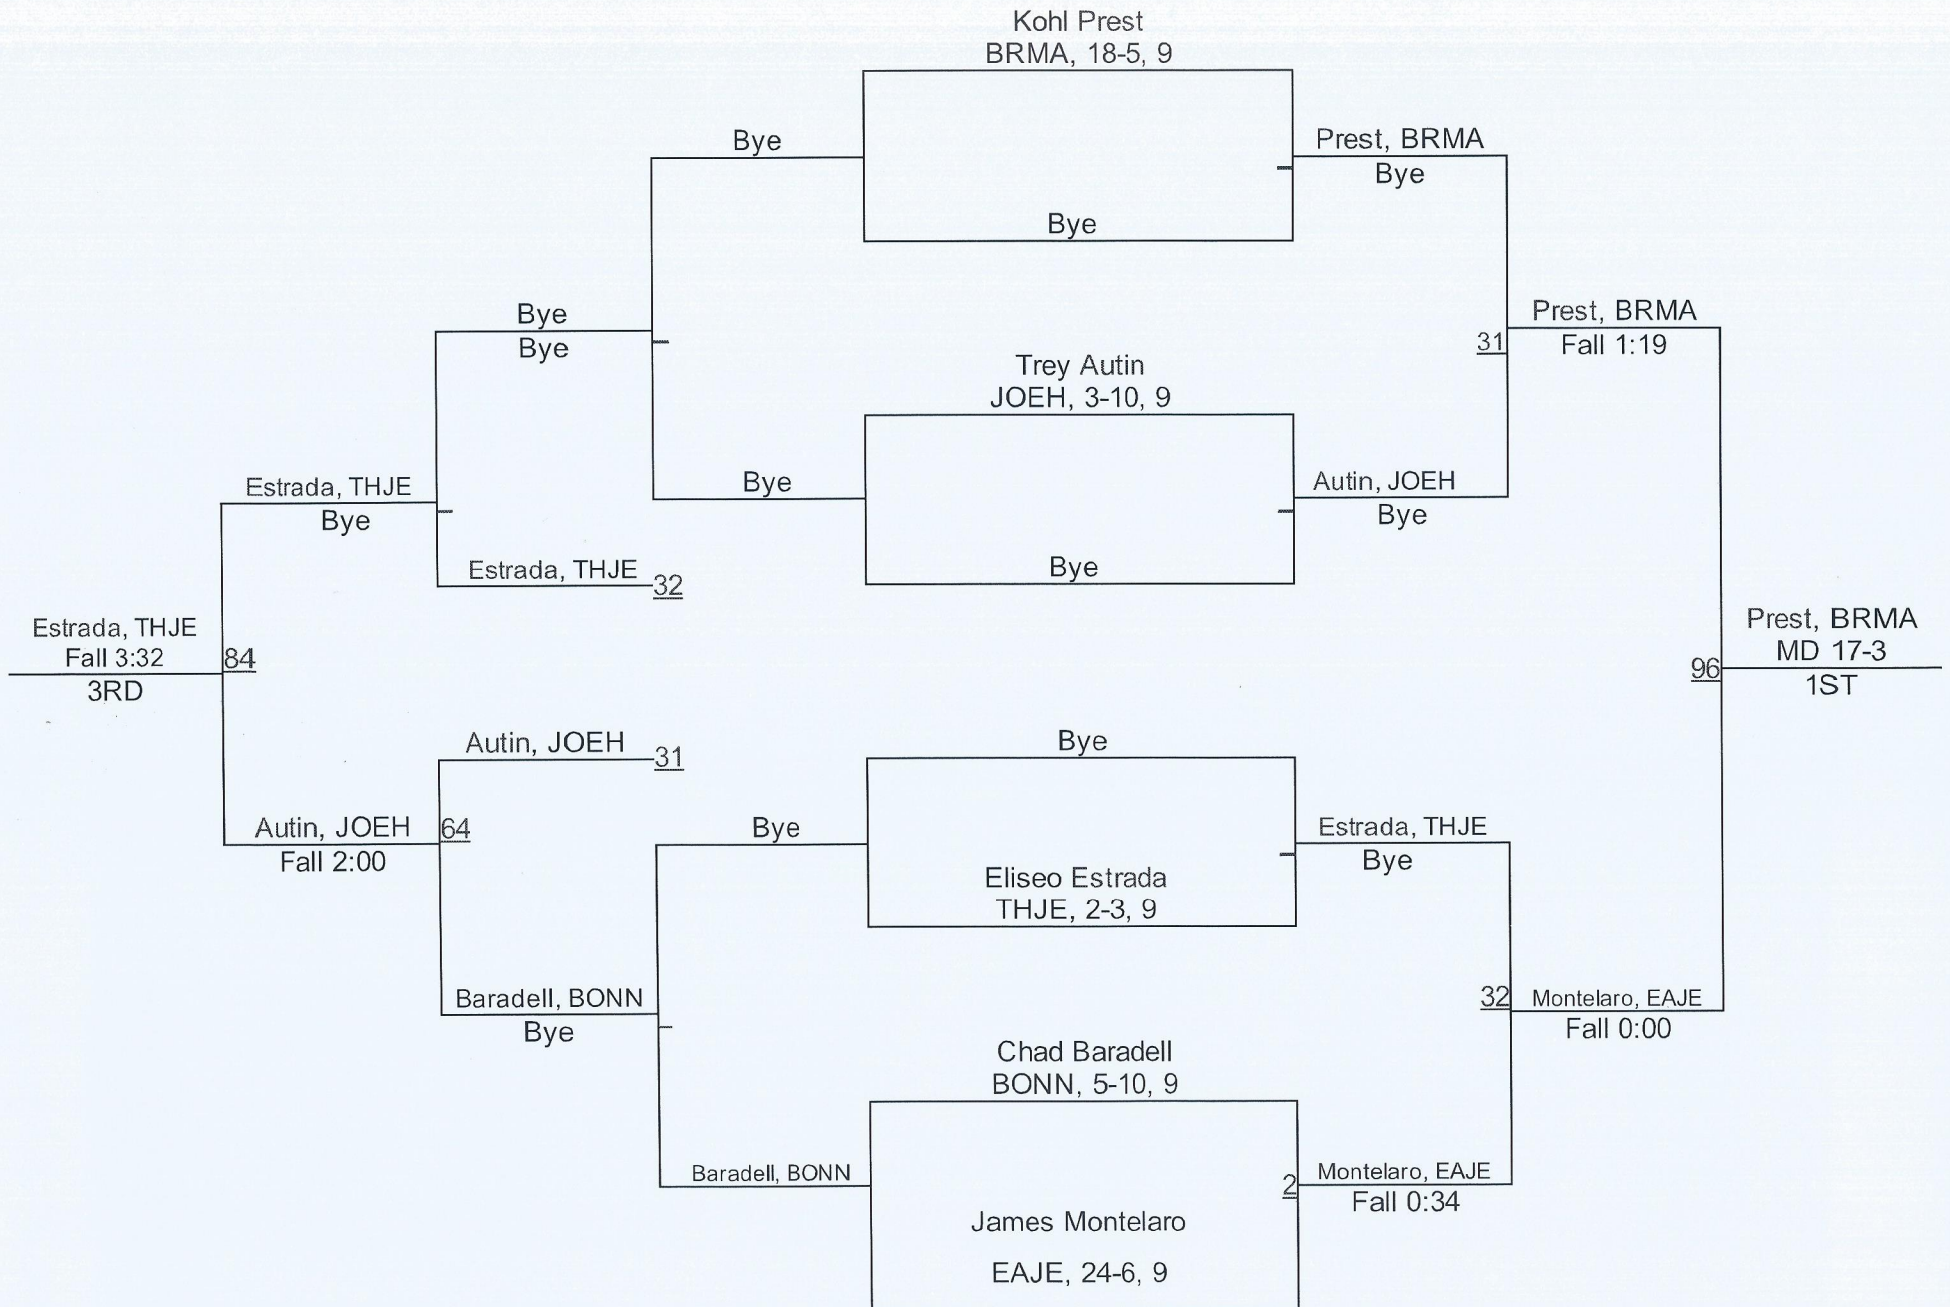 Kohl Prest
BRMA, 18-5, 9
Bye
Prest, BRMA
Bye
Bye
Bye
Bye
Prest, BRMA
31
Fall 1:19
Trey Autin
JOEH, 3-10, 9
Bye
Autin, JOEH
Bye
Estrada, THJE
Bye
Estrada, THJE
32
Bye
Estrada, THJE
Fall 3:32
84
3RD
Prest, BRMA
MD 17-3
96
1ST
Autin, JOEH
31
Bye
Autin, JOEH
64
Fall 2:00
Bye
Estrada, THJE
Bye
Eliseo Estrada
THJE, 2-3, 9
Baradell, BONN
Bye
32
Montelaro, EAJE
Fall 0:00
Chad Baradell
BONN, 5-10, 9
Baradell, BONN
2
Montelaro, EAJE
Fall 0:34
James Montelaro
EAJE, 24-6, 9